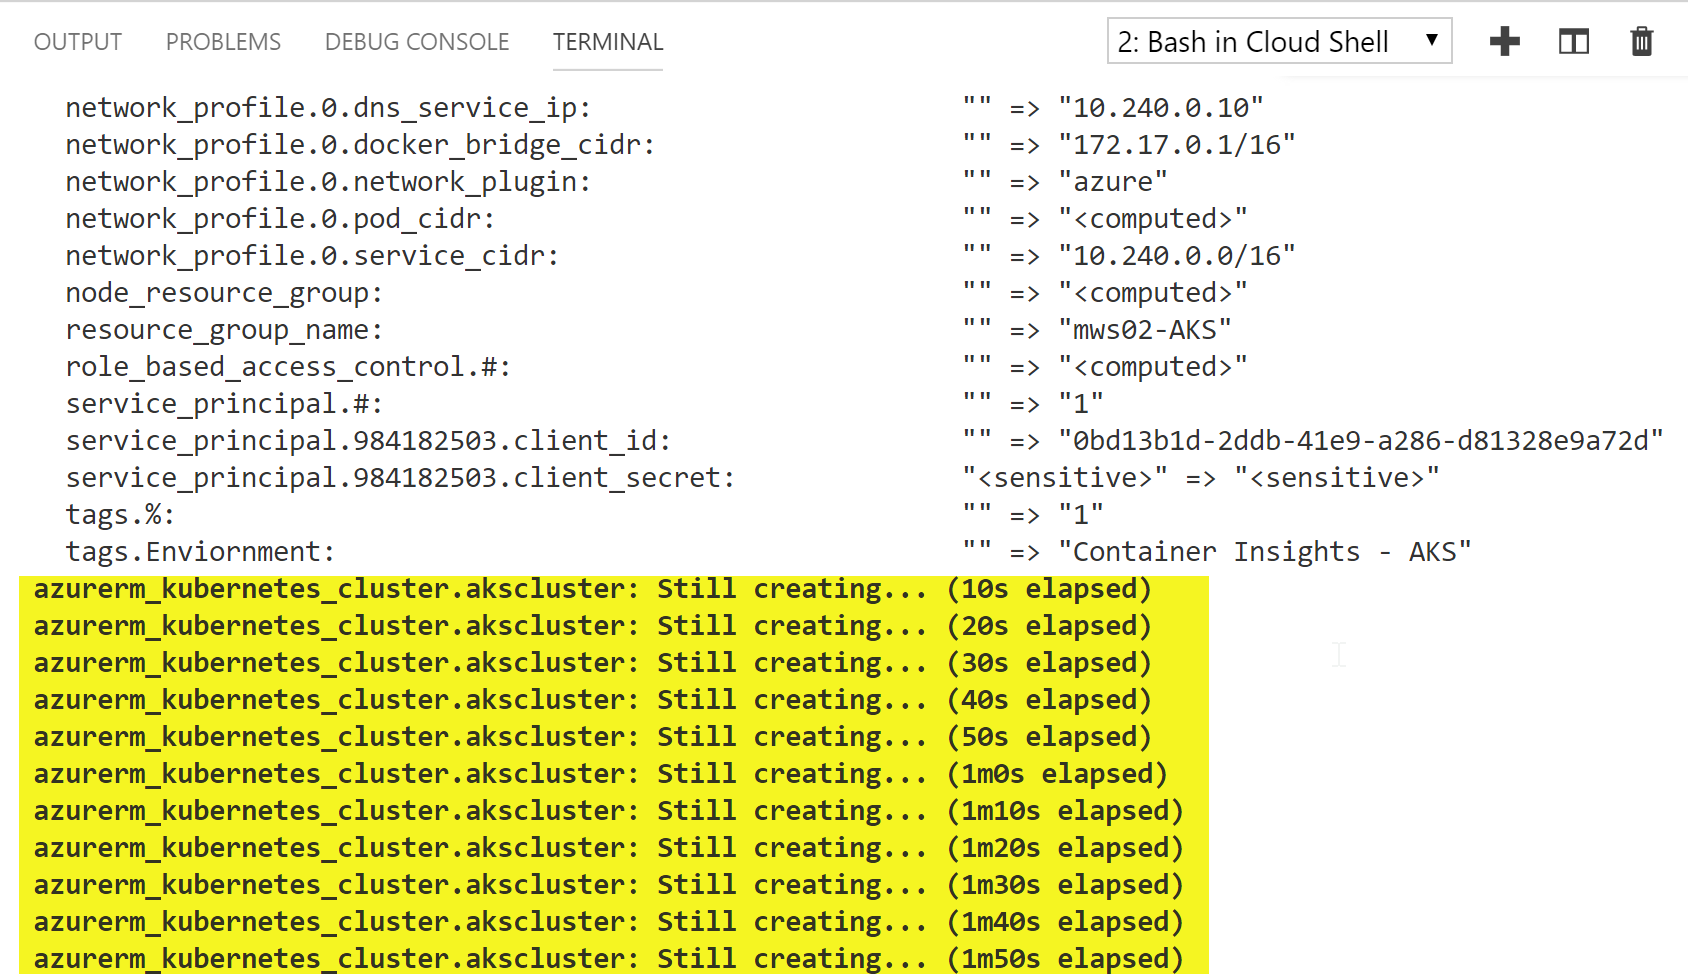 OUTPUT PROBLEMS DEBUG CONSOLE TERMINAL 2: Bash in Cloud Shell
network_profile.0.dns_service_ip: "" => "10.240.0.10"
network_profile.0.docker_bridge_cidr: "" => "172.17.0.1/16"
network_profile.0.network_plugin: "" => "azure"
network_profile.0.pod_cidr: "" => "<computed>"
network_profile.0.service_cidr: "" => "10.240.0.0/16"
node_resource_group: "" => "<computed>"
resource_group_name: "" => "mws02-AKS"
role_based_access_control.#: "" => "<computed>"
service_principal.#: "" => "1"
service_principal.984182503.client_id: "" => "0bd13b1d-2ddb-41e9-a286-d81328e9a72d"
service_principal.984182503.client_secret: "<sensitive>" => "<sensitive>"
tags.%: "" => "1"
tags.Enviornment: "" => "Container Insights - AKS"
azurerm_kubernetes_cluster.akscluster: Still creating... (10s elapsed)
azurerm_kubernetes_cluster.akscluster: Still creating... (20s elapsed)
azurerm_kubernetes_cluster.akscluster: Still creating... (30s elapsed)
azurerm_kubernetes_cluster.akscluster: Still creating... (40s elapsed)
azurerm_kubernetes_cluster.akscluster: Still creating... (50s elapsed)
azurerm_kubernetes_cluster.akscluster: Still creating... (1m0s elapsed)
azurerm_kubernetes_cluster.akscluster: Still creating... (1m10s elapsed)
azurerm_kubernetes_cluster.akscluster: Still creating... (1m20s elapsed)
azurerm_kubernetes_cluster.akscluster: Still creating... (1m30s elapsed)
azurerm_kubernetes_cluster.akscluster: Still creating... (1m40s elapsed)
azurerm_kubernetes_cluster.akscluster: Still creating... (1m50s elapsed)